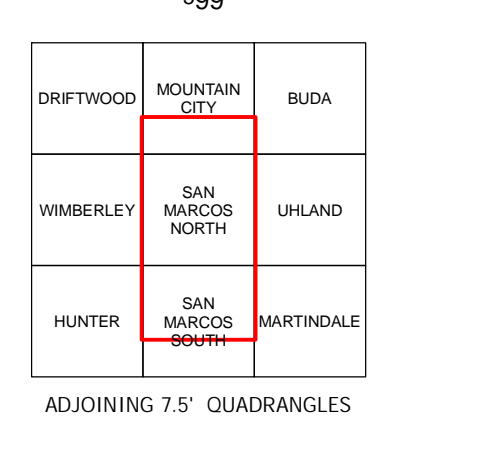 DRIFTWOOD
MOUNTAIN
CITY
BUDA
WIMBERLEY
SAN
MARCOS
NORTH
UHLAND
HUNTER
SAN
MARCOS
SOUTH
MARTINDALE
ADJOINING 7.5' QUADRANGLES